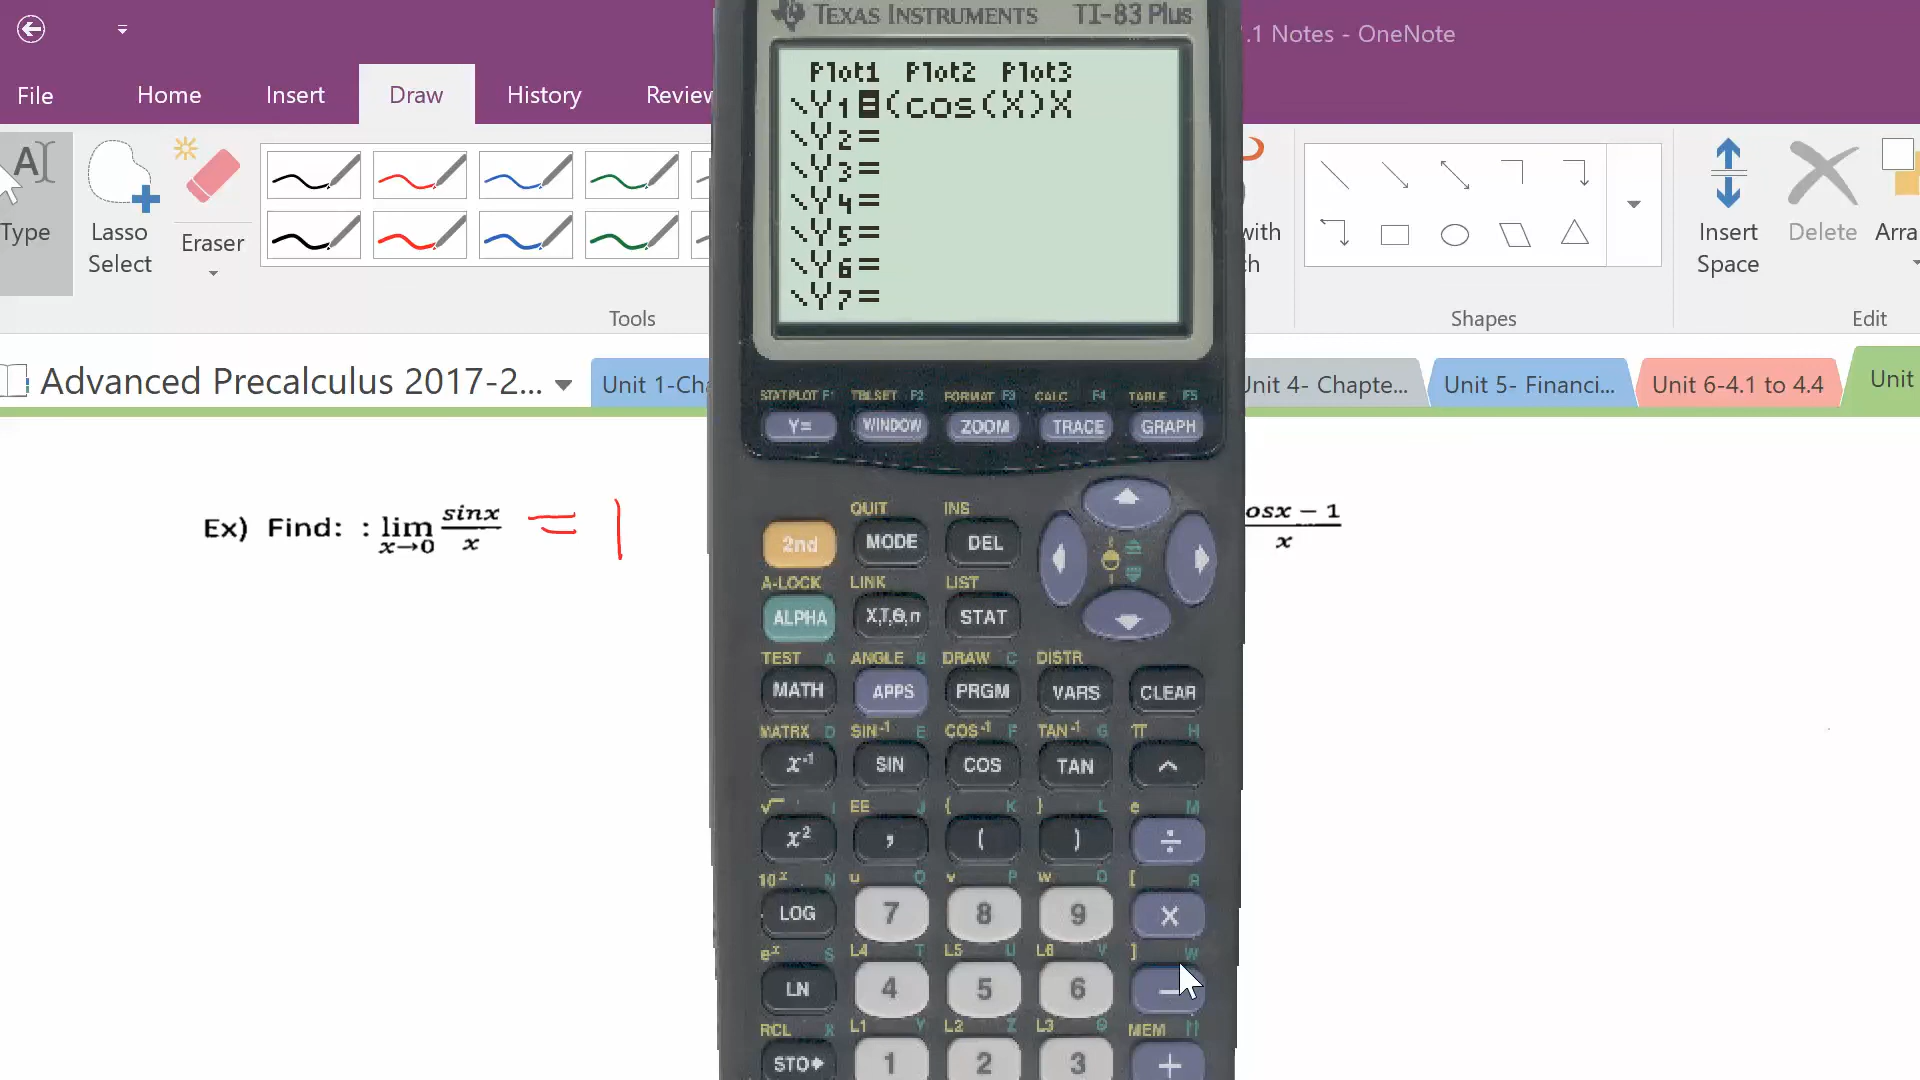 TEXAS INSTRUMENTS TI-83 Plus
.1 Notes - OneNote
File Home Insert Draw History Review
Plot1 Plot2 Plot3
\Y1=(cos(X)X
\Y2=
\Y3=
\Y4=
\Y5=
\Y6=
\Y7=
Type
Lasso Select
Eraser
with
Insert Space
Delete
Arra
Tools
Shapes
Edit
Advanced Precalculus 2017-2...
Unit 1-Cha
Unit 4- Chapte...
Unit 5- Financi...
Unit 6-4.1 to 4.4
Unit
STAT PLOT F1 TBLSET F2 FORMAT F3 CALC F4 TABLE F5
Y= WINDOW ZOOM TRACE GRAPH
Ex) Find: : lim x→0 sinx/x = 1
osx − 1
x
QUIT INS
2nd MODE DEL
A-LOCK LINK LIST
ALPHA X,T,Θ,n STAT
TEST A ANGLE B DRAW C DISTR
MATH APPS PRGM VARS CLEAR
MATRX D SIN-1 E COS-1 F TAN-1 G π H
x-1 SIN COS TAN ^
√ I EE J { K } L e M
x2 , ( ) ÷
10x N u O v P w Q [ R
LOG 7 8 9 ×
ex S L4 T L5 U L6 V ] W
LN 4 5 6 −
RCL X L1 Y L2 Z L3 θ MEM "
STO→ 1 2 3 +